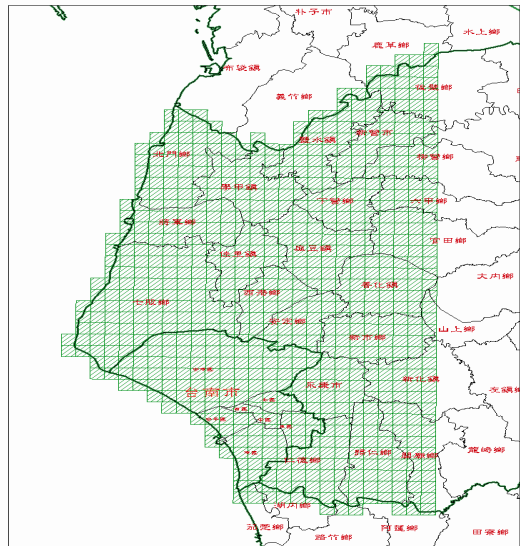 朴子市
水上鄉
鹿草鄉
布袋鎮
義竹鄉
後壁鄉
鹽水鎮
新營市
北門鄉
柳營鄉
學甲鎮
下營鄉
六甲鄉
將軍鄉
官田鄉
佳里鎮
麻豆鎮
大內鄉
西港鄉
善化鎮
七股鄉
安定鄉
山上鄉
新市鄉
永康市
新化鎮
左鎮鄉
台南市
仁德鄉
歸仁鄉
關廟鄉
龍崎鄉
湖內鄉
茄萣鄉
路竹鄉
阿蓮鄉
田寮鄉